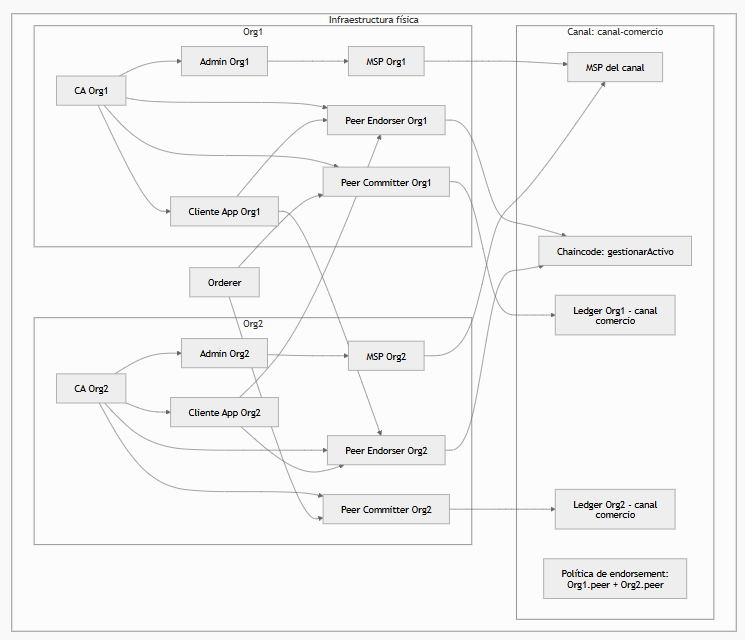 Infraestructura física
Org1
Canal: canal-comercio
Admin Org1
MSP Org1
MSP del canal
CA Org1
Peer Endorser Org1
Peer Committer Org1
Cliente App Org1
Chaincode: gestionarActivo
Orderer
Ledger Org1 - canal
comercio
Org2
Admin Org2
MSP Org2
CA Org2
Cliente App Org2
Peer Endorser Org2
Peer Committer Org2
Ledger Org2 - canal
comercio
Política de endorsement:
Org1.peer + Org2.peer